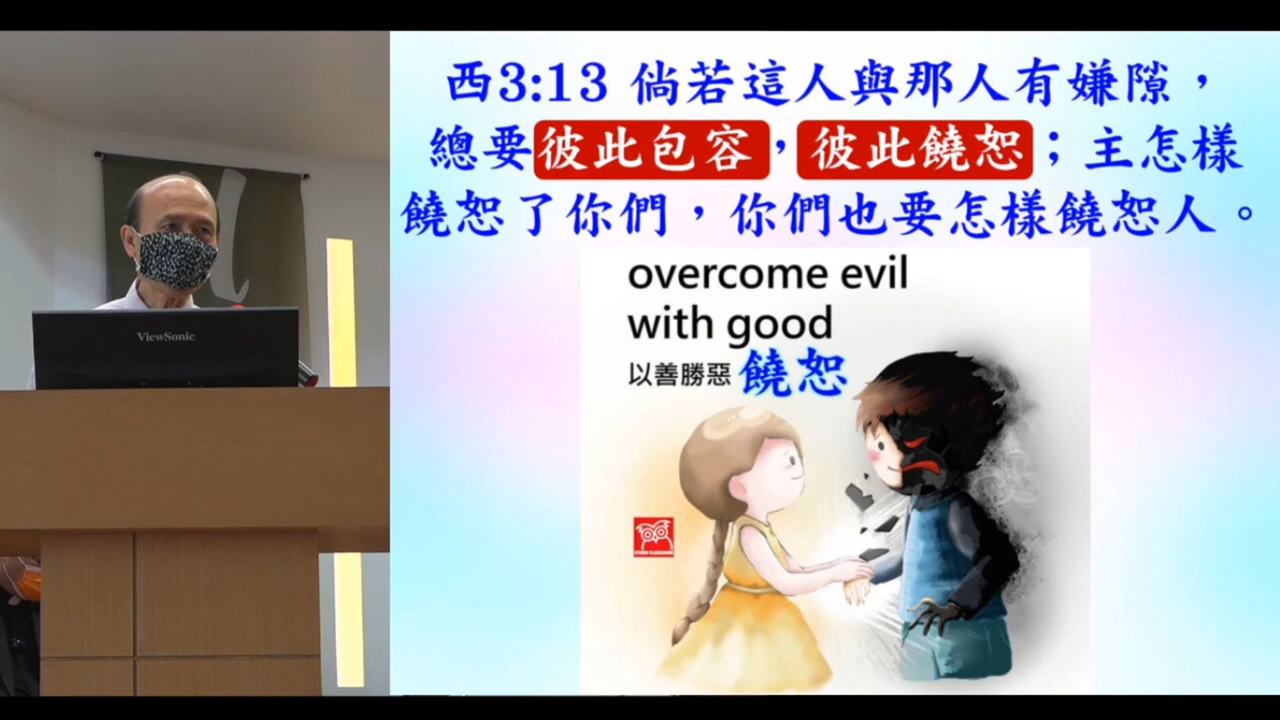 西3:13 倘若這人與那人有嫌隙，
總要彼此包容，彼此饒恕；主怎樣
饒恕了你們，你們也要怎樣饒恕人。
overcome evil
with good
以善勝惡 饒恕
ViewSonic